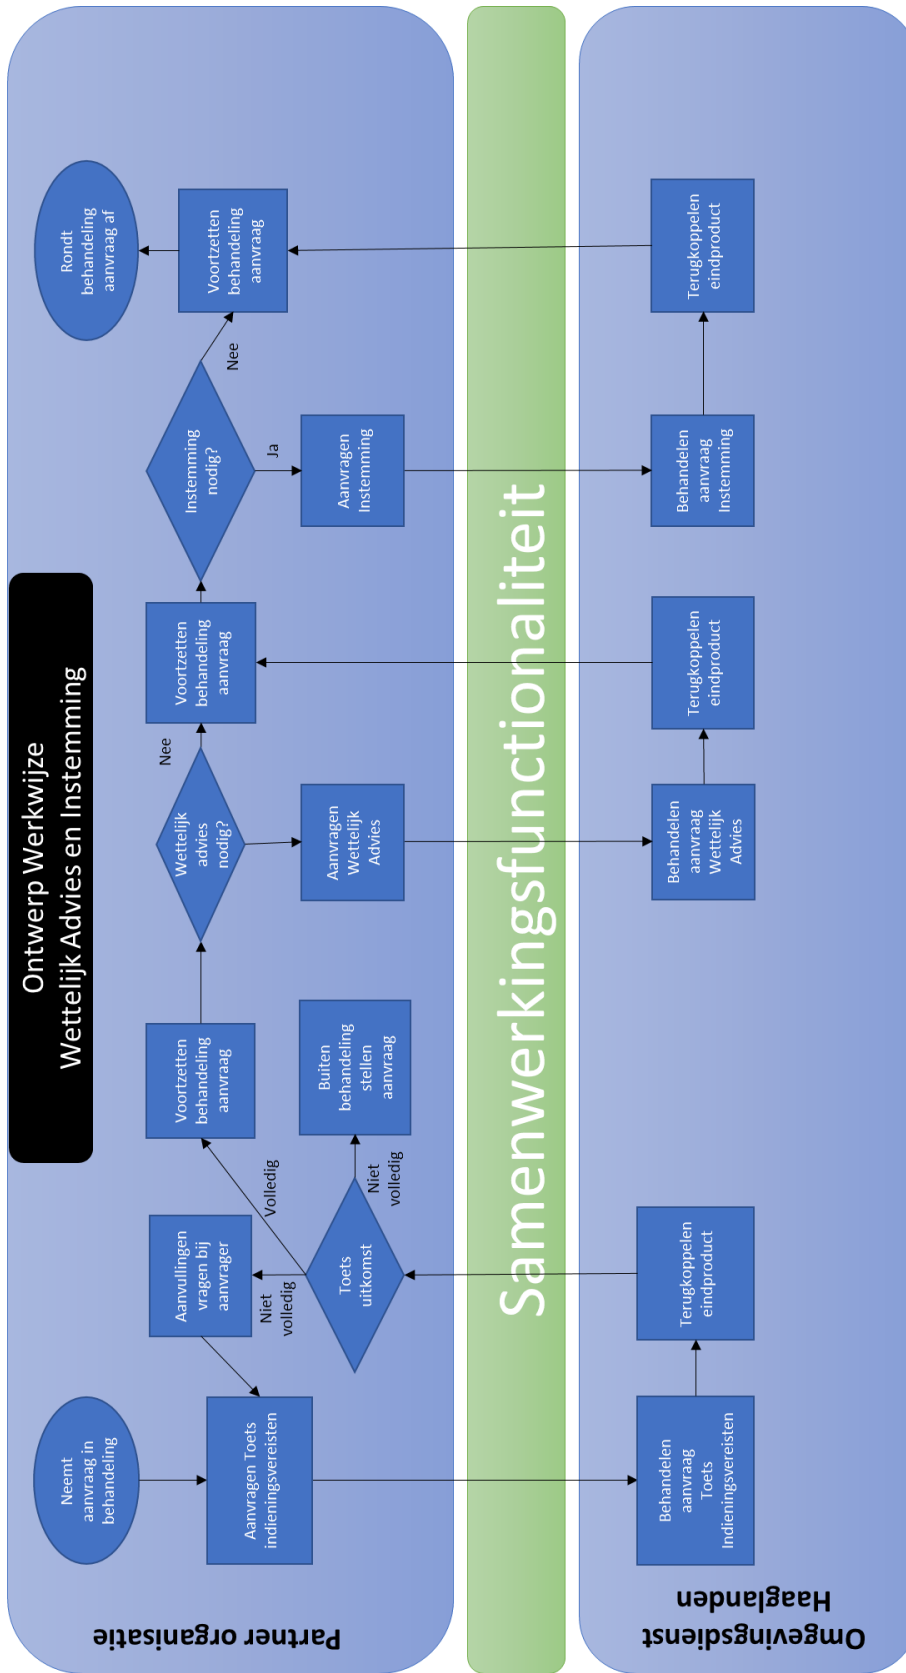 Ontwerp Werkwijze
Wettelijk Advies en Instemming
Partner organisatie
Neemt
aanvraag in
behandeling
Aanvragen Toets
indieningsvereisten
Aanvullingen
vragen bij
aanvrager
Niet
volledig
Toets
uitkomst
Volledig
Niet
volledig
Voortzetten
behandeling
aanvraag
Buiten
behandeling
stellen
aanvraag
Wettelijk
advies
nodig?
Nee
Aanvragen
Wettelijk
Advies
Voortzetten
behandeling
aanvraag
Instemming
nodig?
Ja
Nee
Aanvragen
Instemming
Voortzetten
behandeling
aanvraag
Rondt
behandeling
aanvraag af
Samenwerkingsfunctionaliteit
Omgevingsdienst
Haaglanden
Behandelen
aanvraag
Toets
Indieningsvereisten
Terugkoppelen
eindproduct
Behandelen
aanvraag
Wettelijk
Advies
Terugkoppelen
eindproduct
Behandelen
aanvraag
Instemming
Terugkoppelen
eindproduct